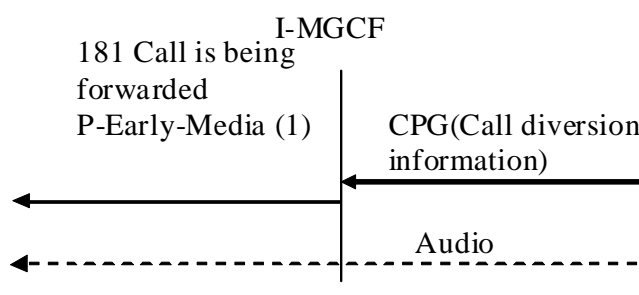 I-MGCF
181 Call is being
forwarded
P-Early-Media (1)
CPG(Call diversion
information)
Audio